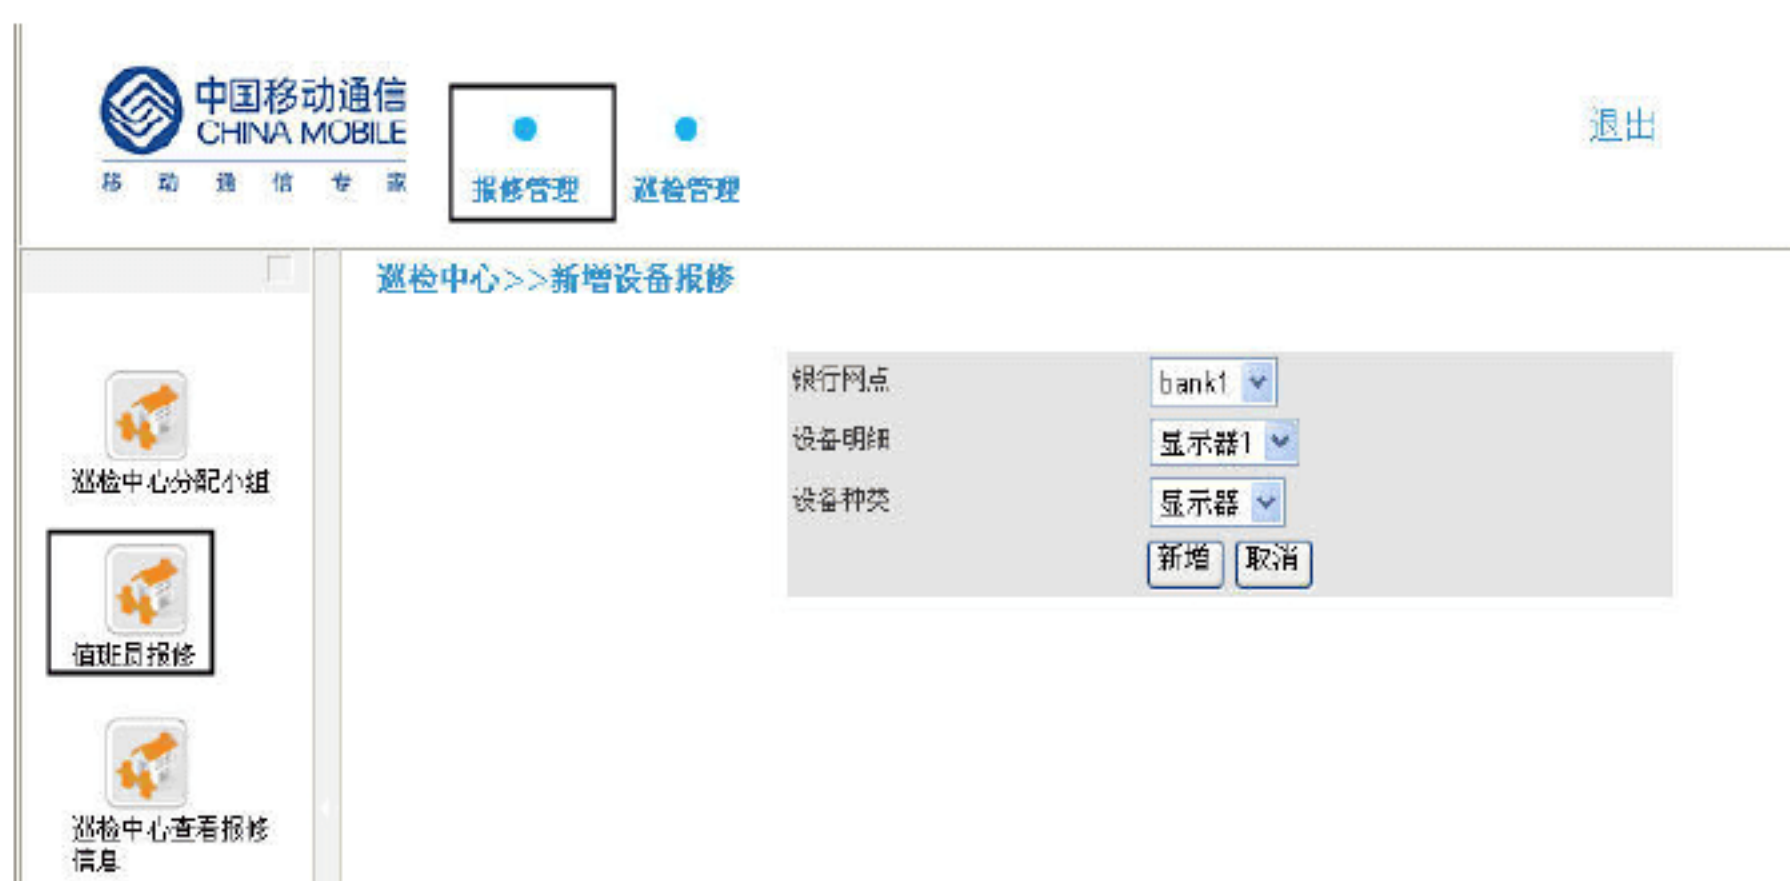 中国移动通信
CHINA MOBILE
移动通信专家
报修管理
巡检管理
退出
巡检中心>>新增设备报修
银行网点
bank1
设备明细
显示器1
设备种类
显示器
新增
取消
巡检中心分配小组
值班员报修
巡检中心查看报修
信息